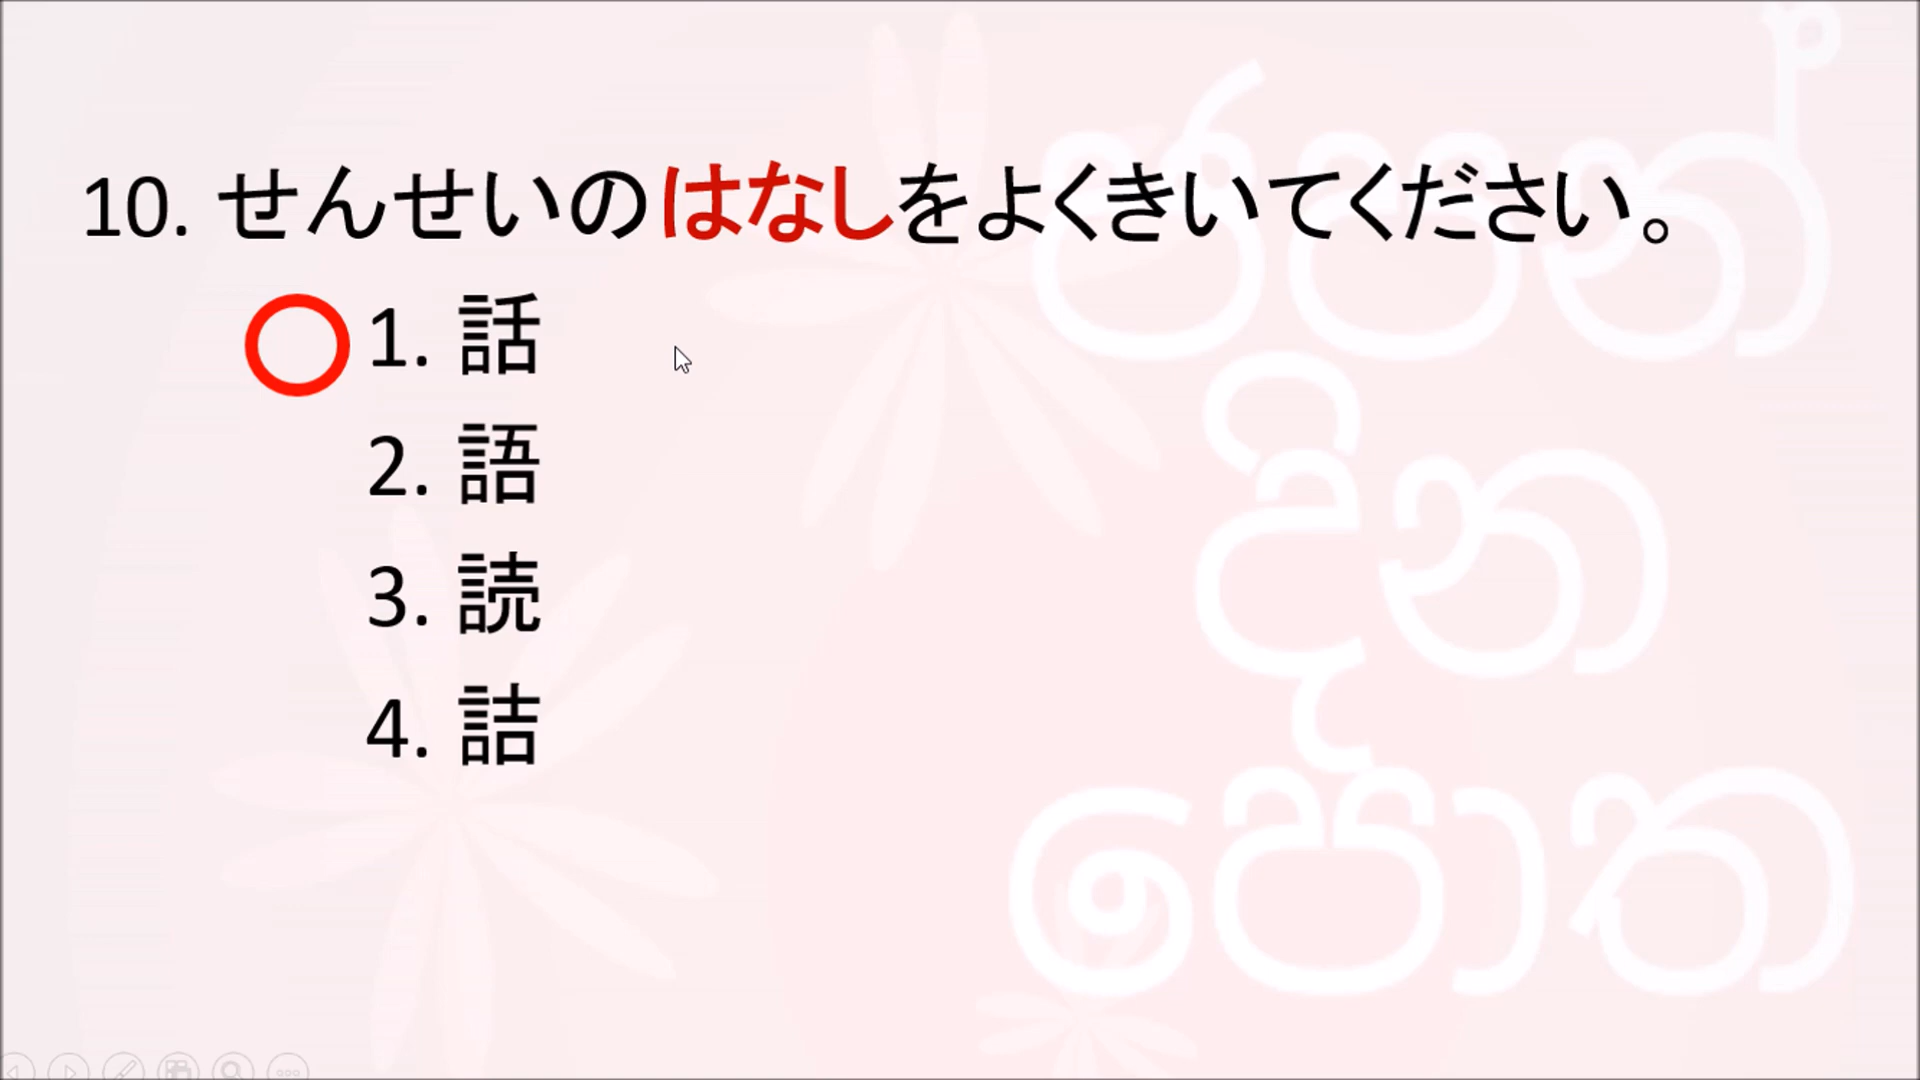 10. せんせいのはなしをよくきいてください。
1. 話
2. 語
3. 読
4. 詰
ජපන්
දින
පොත